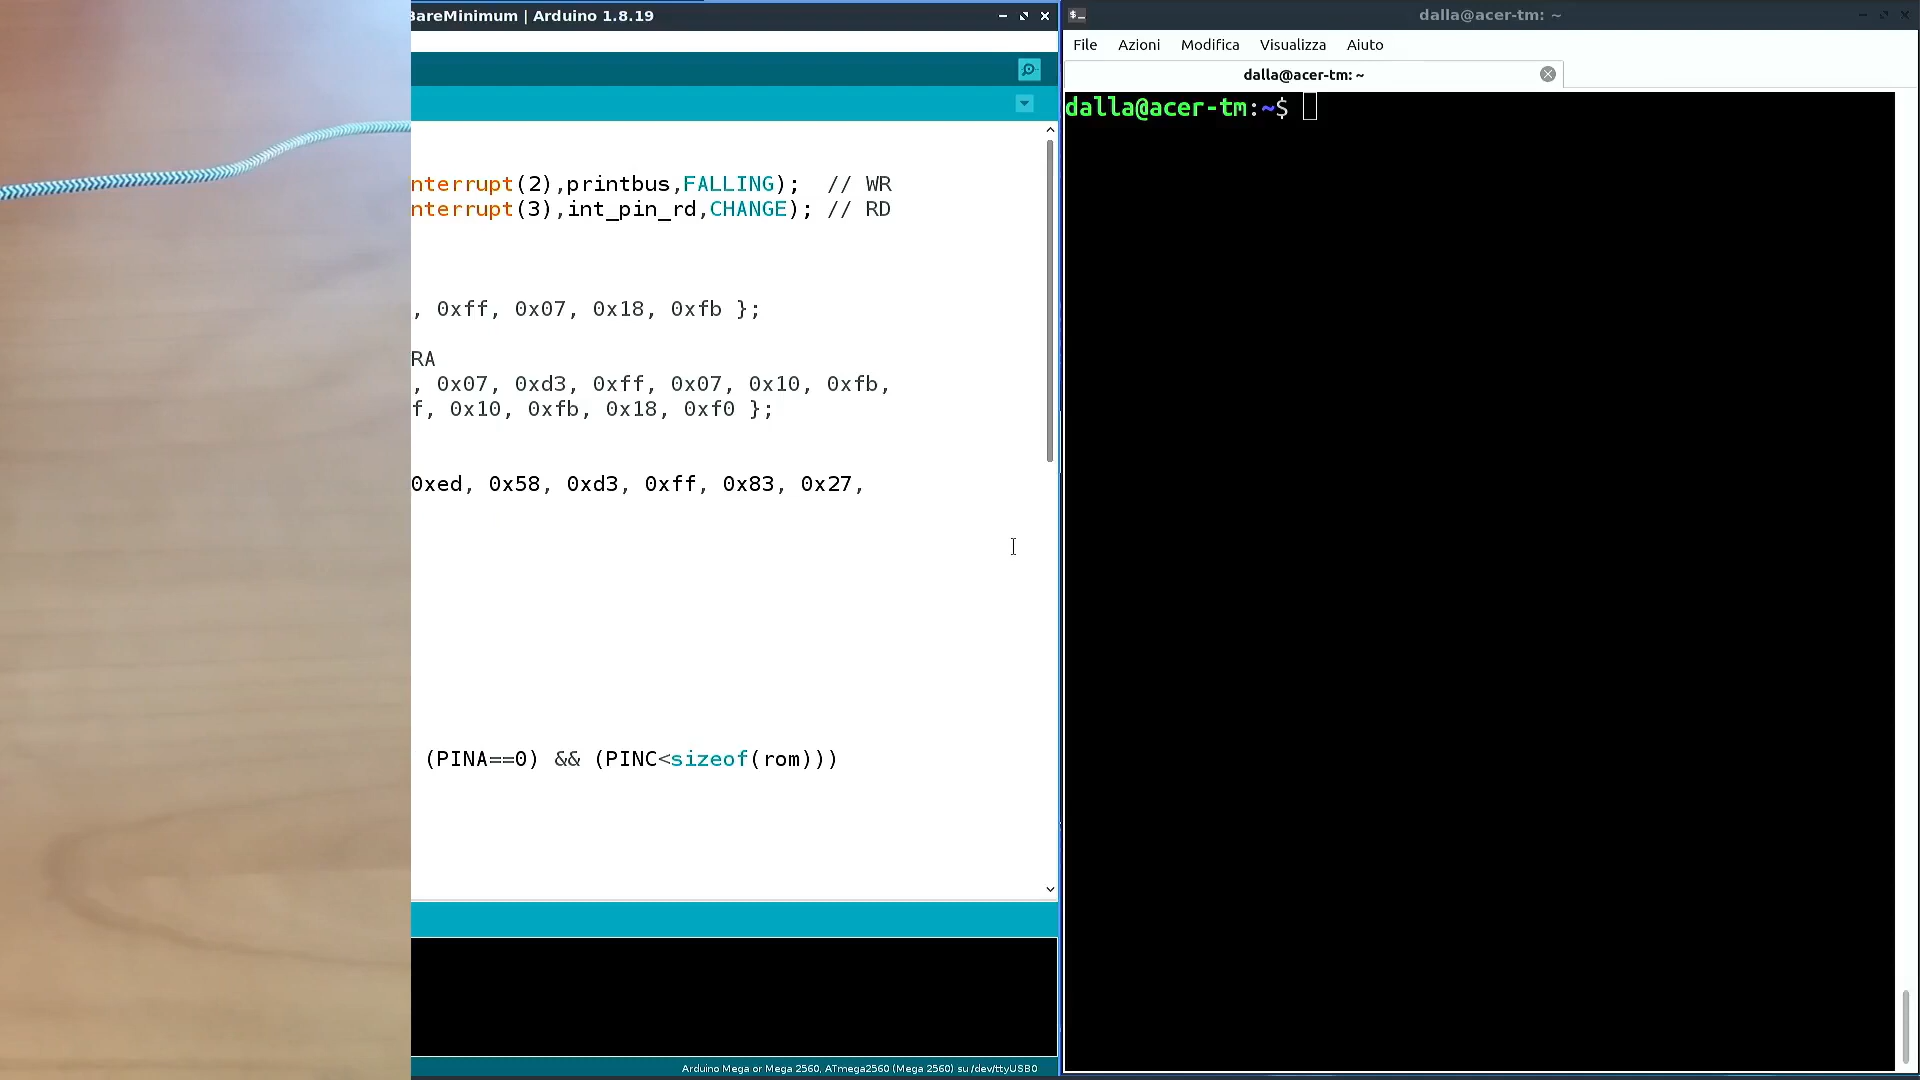 BareMinimum | Arduino 1.8.19
nterrupt(2),printbus,FALLING); // WR
nterrupt(3),int_pin_rd,CHANGE); // RD
, 0xff, 0x07, 0x18, 0xfb };
RA
, 0x07, 0xd3, 0xff, 0x07, 0x10, 0xfb,
f, 0x10, 0xfb, 0x18, 0xf0 };
0xed, 0x58, 0xd3, 0xff, 0x83, 0x27,
(PINA==0) && (PINC<sizeof(rom)))
Arduino Mega or Mega 2560, ATmega2560 (Mega 2560) su /dev/ttyUSB0
dalla@acer-tm: ~
File Azioni Modifica Visualizza Aiuto
dalla@acer-tm: ~
dalla@acer-tm:~$